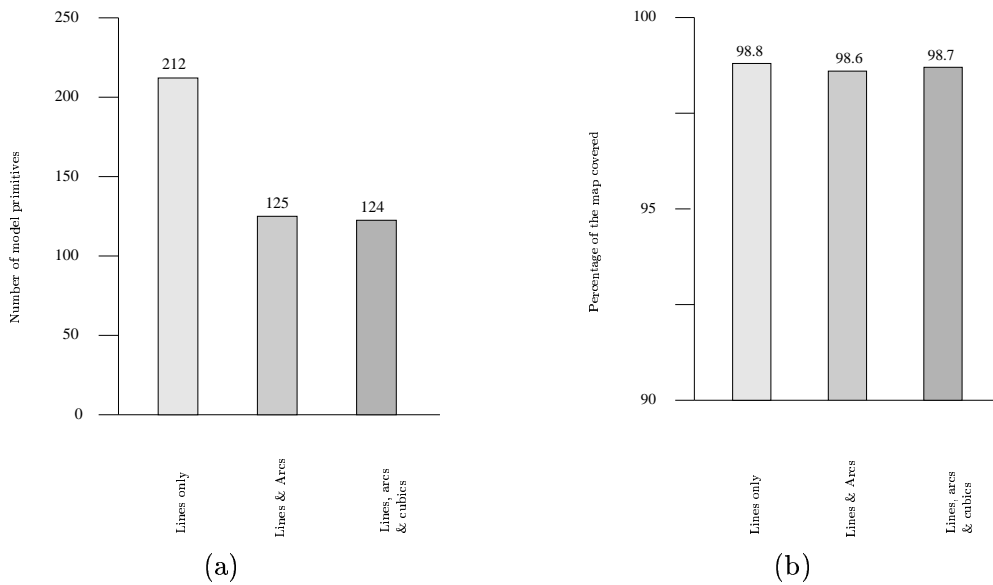 250
200
150
100
50
0
Number of model primitives
212
125
124
Lines only
Lines & Arcs
Lines, arcs
& cubics
(a)
100
95
90
Percentage of the map covered
98.8
98.6
98.7
Lines only
Lines & Arcs
Lines, arcs
& cubics
(b)